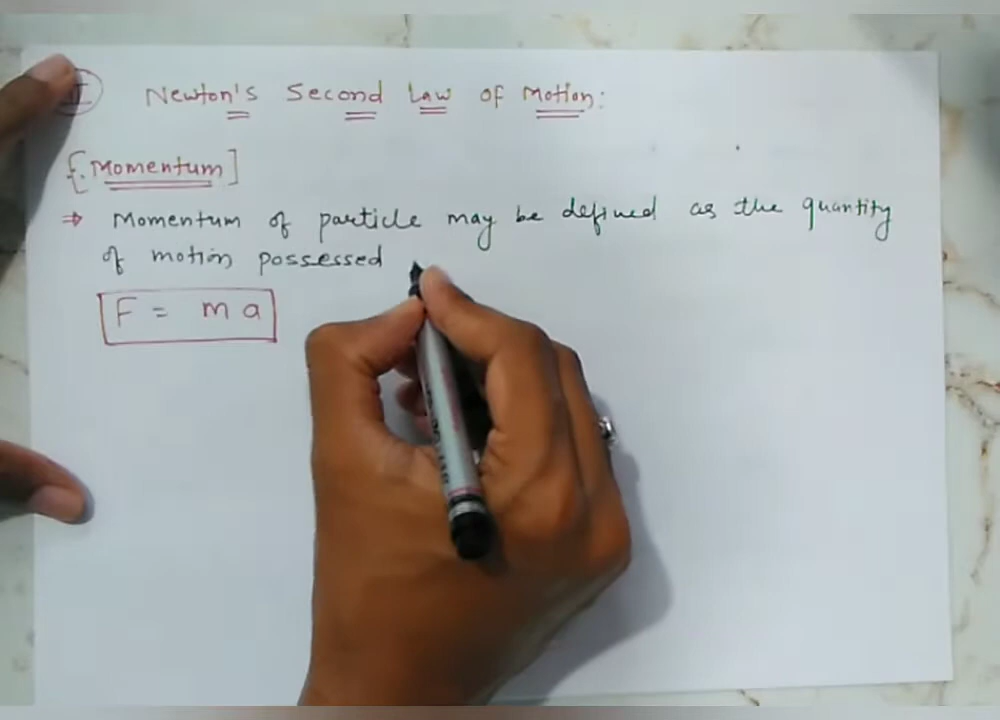 Newton's Second Law of Motion:
{.Momentum]
⇒ Momentum of particle may be defined as the quantity
of motion possessed
F = ma